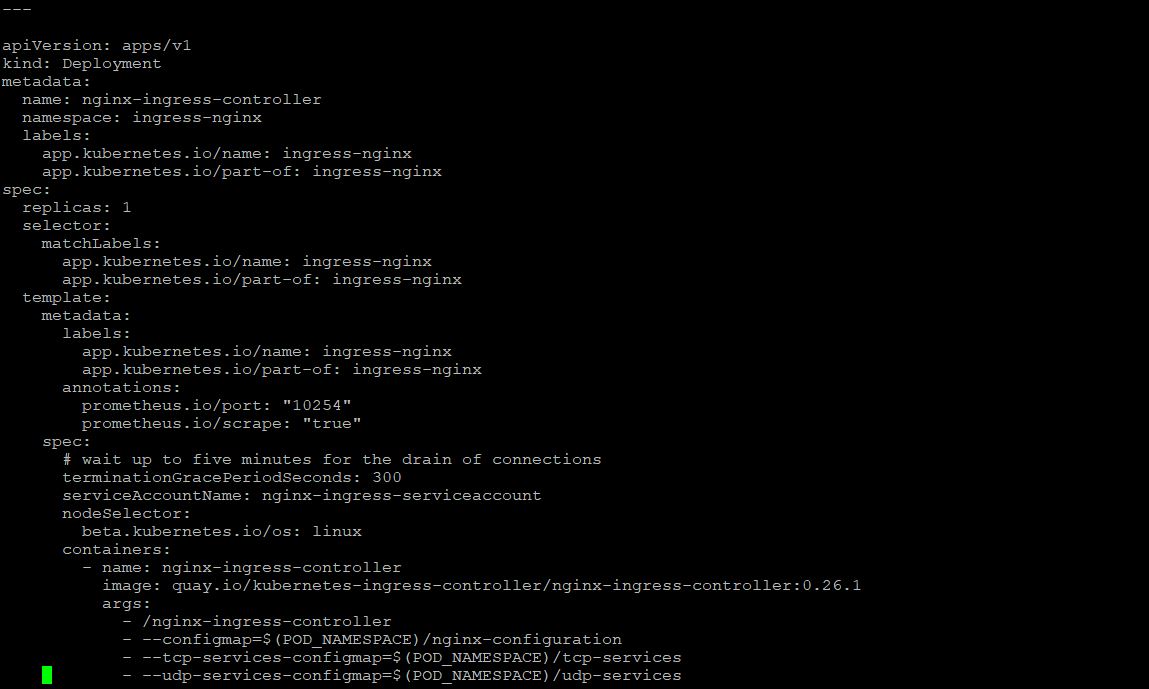 ---
apiVersion: apps/v1
kind: Deployment
metadata:
  name: nginx-ingress-controller
  namespace: ingress-nginx
  labels:
    app.kubernetes.io/name: ingress-nginx
    app.kubernetes.io/part-of: ingress-nginx
spec:
  replicas: 1
  selector:
    matchLabels:
      app.kubernetes.io/name: ingress-nginx
      app.kubernetes.io/part-of: ingress-nginx
  template:
    metadata:
      labels:
        app.kubernetes.io/name: ingress-nginx
        app.kubernetes.io/part-of: ingress-nginx
      annotations:
        prometheus.io/port: "10254"
        prometheus.io/scrape: "true"
    spec:
      # wait up to five minutes for the drain of connections
      terminationGracePeriodSeconds: 300
      serviceAccountName: nginx-ingress-serviceaccount
      nodeSelector:
        beta.kubernetes.io/os: linux
      containers:
        - name: nginx-ingress-controller
          image: quay.io/kubernetes-ingress-controller/nginx-ingress-controller:0.26.1
          args:
            - /nginx-ingress-controller
            - --configmap=$(POD_NAMESPACE)/nginx-configuration
            - --tcp-services-configmap=$(POD_NAMESPACE)/tcp-services
            - --udp-services-configmap=$(POD_NAMESPACE)/udp-services